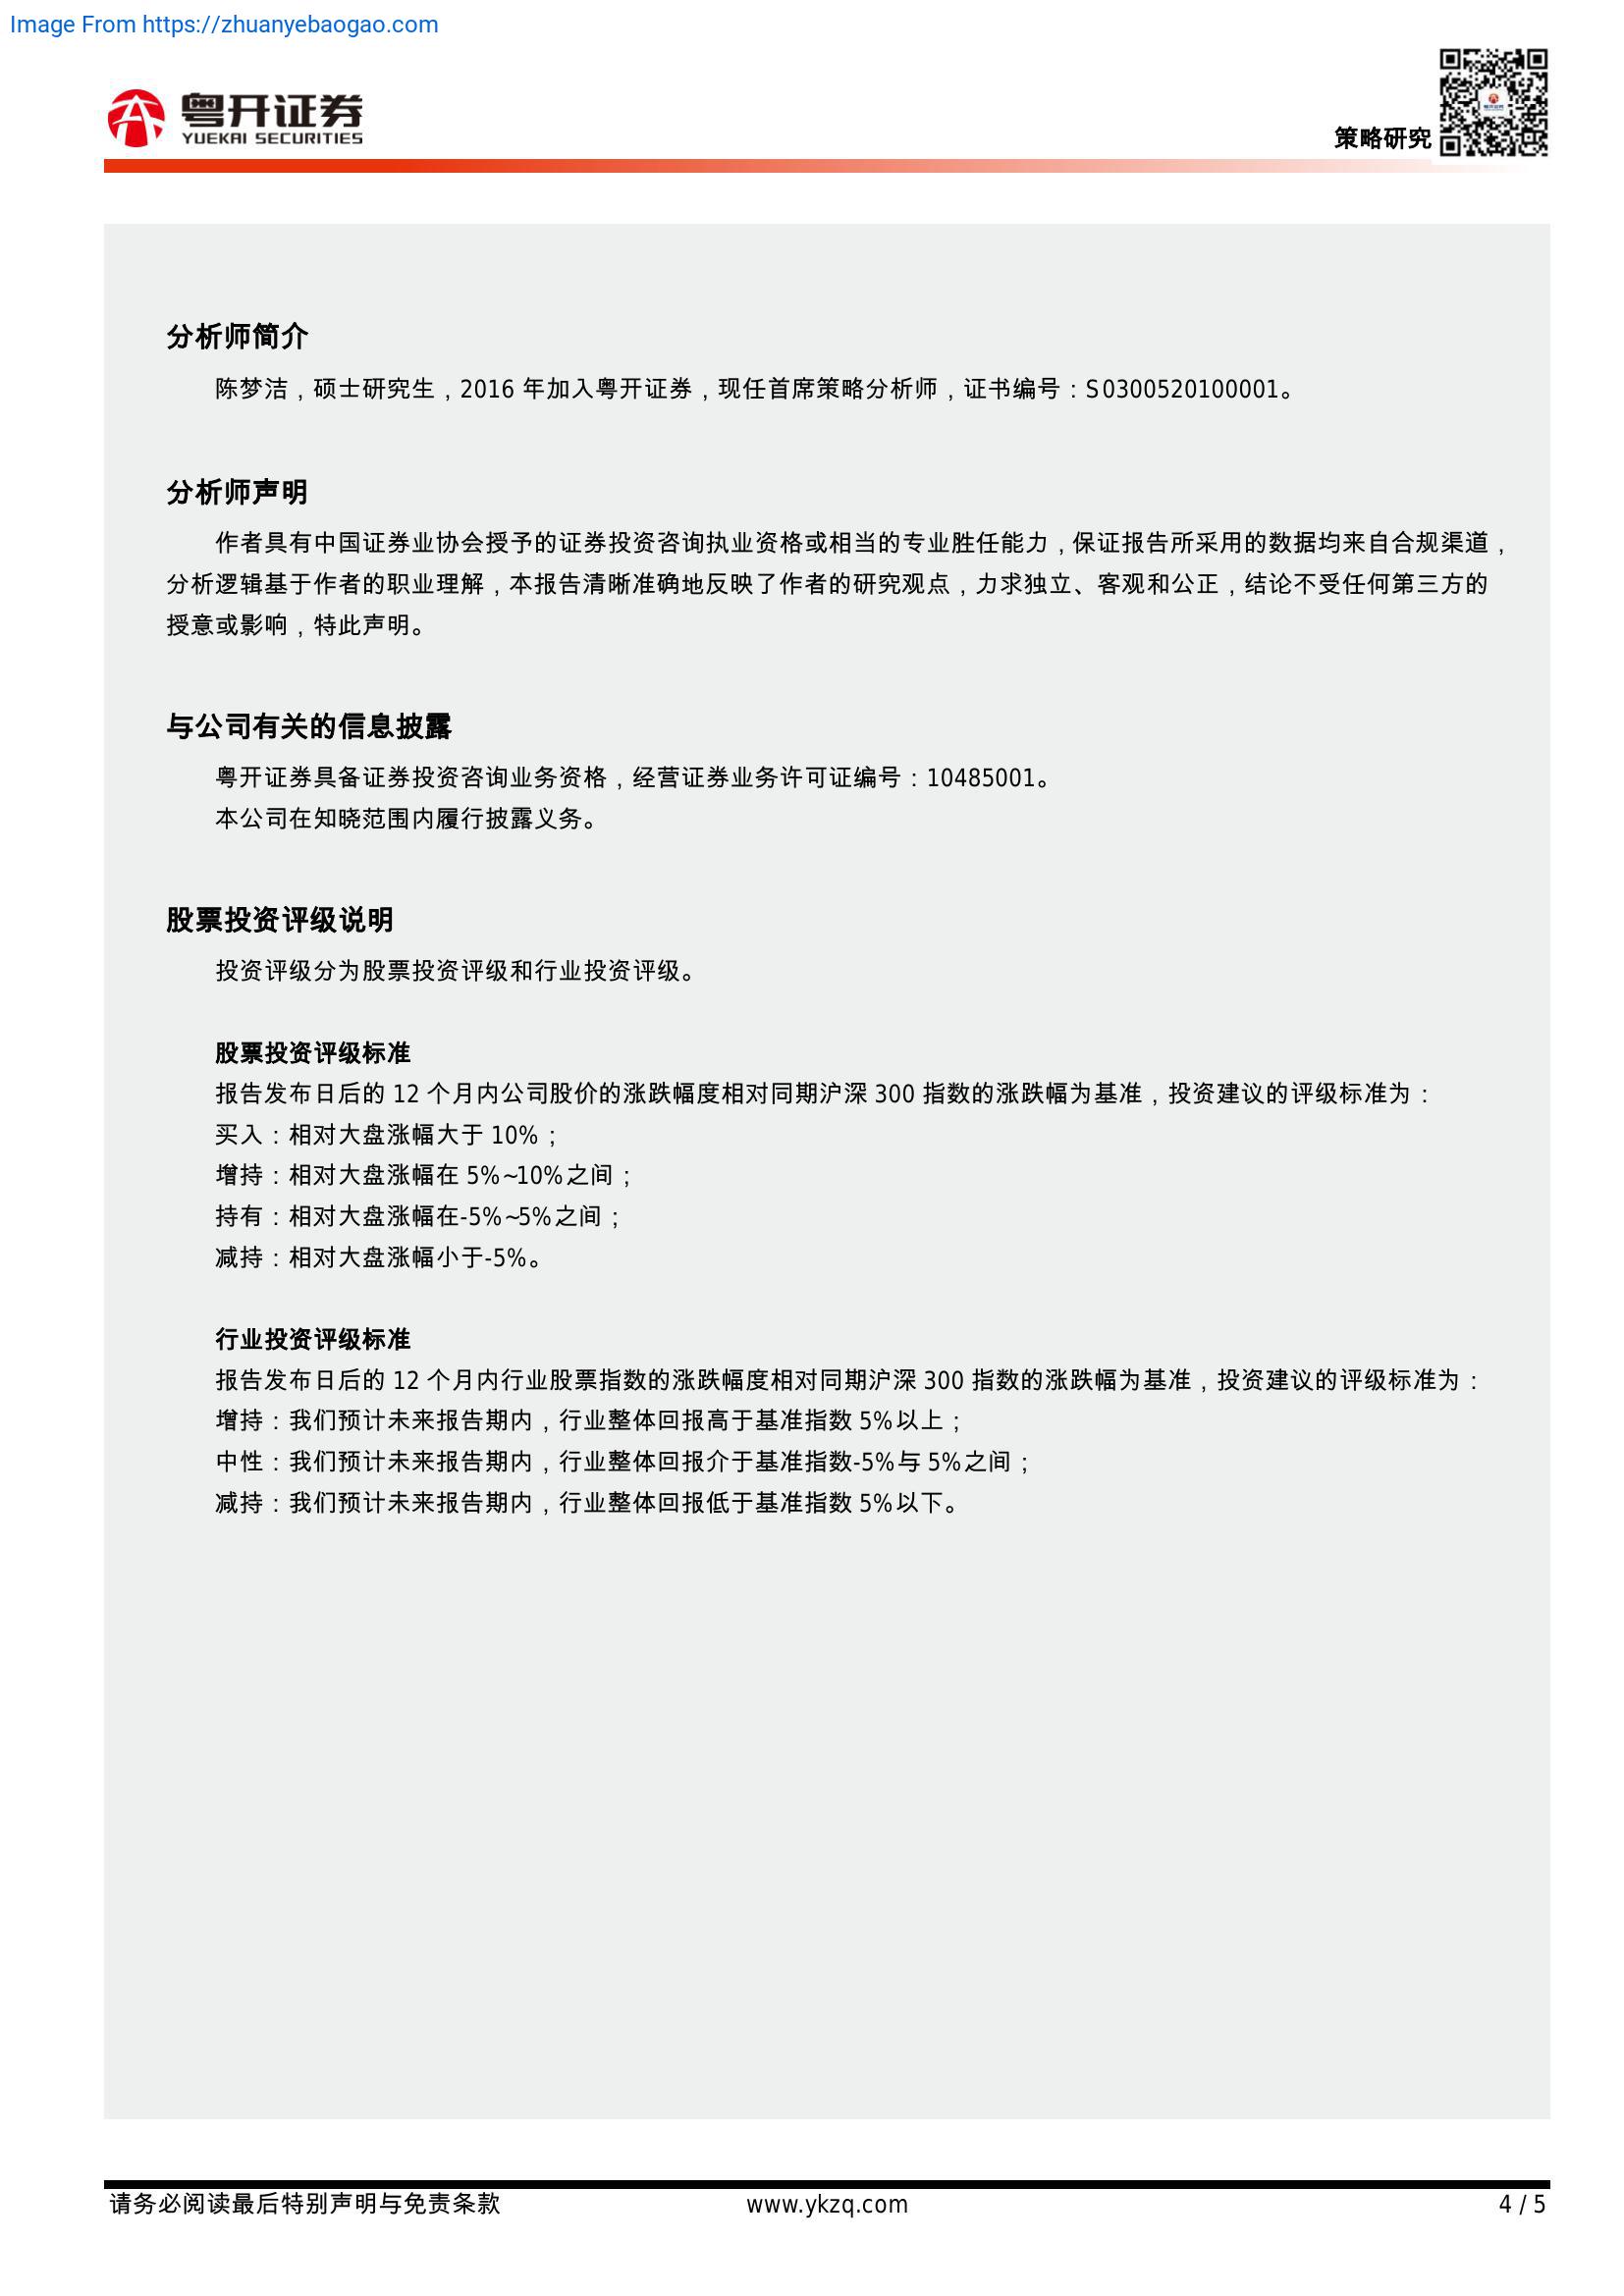 Image From https://zhuanyebaogao.com
粤开证券
YUEKAI SECURITIES
策略研究
分析师简介
陈梦洁，硕士研究生，2016 年加入粤开证券，现任首席策略分析师，证书编号：S0300520100001。
分析师声明
作者具有中国证券业协会授予的证券投资咨询执业资格或相当的专业胜任能力，保证报告所采用的数据均来自合规渠道，
分析逻辑基于作者的职业理解，本报告清晰准确地反映了作者的研究观点，力求独立、客观和公正，结论不受任何第三方的
授意或影响，特此声明。
与公司有关的信息披露
粤开证券具备证券投资咨询业务资格，经营证券业务许可证编号：10485001。
本公司在知晓范围内履行披露义务。
股票投资评级说明
投资评级分为股票投资评级和行业投资评级。
股票投资评级标准
报告发布日后的 12 个月内公司股价的涨跌幅度相对同期沪深 300 指数的涨跌幅为基准，投资建议的评级标准为：
买入：相对大盘涨幅大于 10%；
增持：相对大盘涨幅在 5%~10%之间；
持有：相对大盘涨幅在-5%~5%之间；
减持：相对大盘涨幅小于-5%。
行业投资评级标准
报告发布日后的 12 个月内行业股票指数的涨跌幅度相对同期沪深 300 指数的涨跌幅为基准，投资建议的评级标准为：
增持：我们预计未来报告期内，行业整体回报高于基准指数 5%以上；
中性：我们预计未来报告期内，行业整体回报介于基准指数-5%与 5%之间；
减持：我们预计未来报告期内，行业整体回报低于基准指数 5%以下。
请务必阅读最后特别声明与免责条款
www.ykzq.com
4 / 5